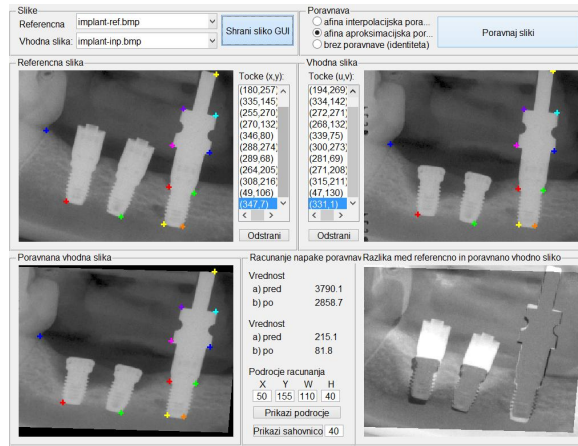 Slike
Referencna
implant-ref.bmp
Vhodna slika:
implant-inp.bmp
Shrani sliko GUI
Poravnava
afina interpolacijska pora...
afina aproksimacijska por...
brez poravnave (identiteta)
Poravnaj sliki
Referencna slika
Tocke (x,y):
(180,257)
(335,145)
(255,270)
(270,132)
(346,80)
(288,274)
(289,68)
(264,205)
(308,216)
(49,106)
(347,7)
Odstrani
Vhodna slika
Tocke (u,v):
(194,269)
(334,142)
(272,271)
(268,132)
(339,75)
(300,273)
(281,69)
(271,208)
(315,211)
(47,130)
(331,1)
Odstrani
Poravnana vhodna slika
Racunanje napake poravnav
Vrednost
a) pred 3790.1
b) po 2858.7
Vrednost
a) pred 215.1
b) po 81.8
Podrocje racunanja
X Y W H
50 155 110 40
Prikazi podrocje
Prikazi sahovnico 40
Razlika med referencno in poravnano vhodno sliko